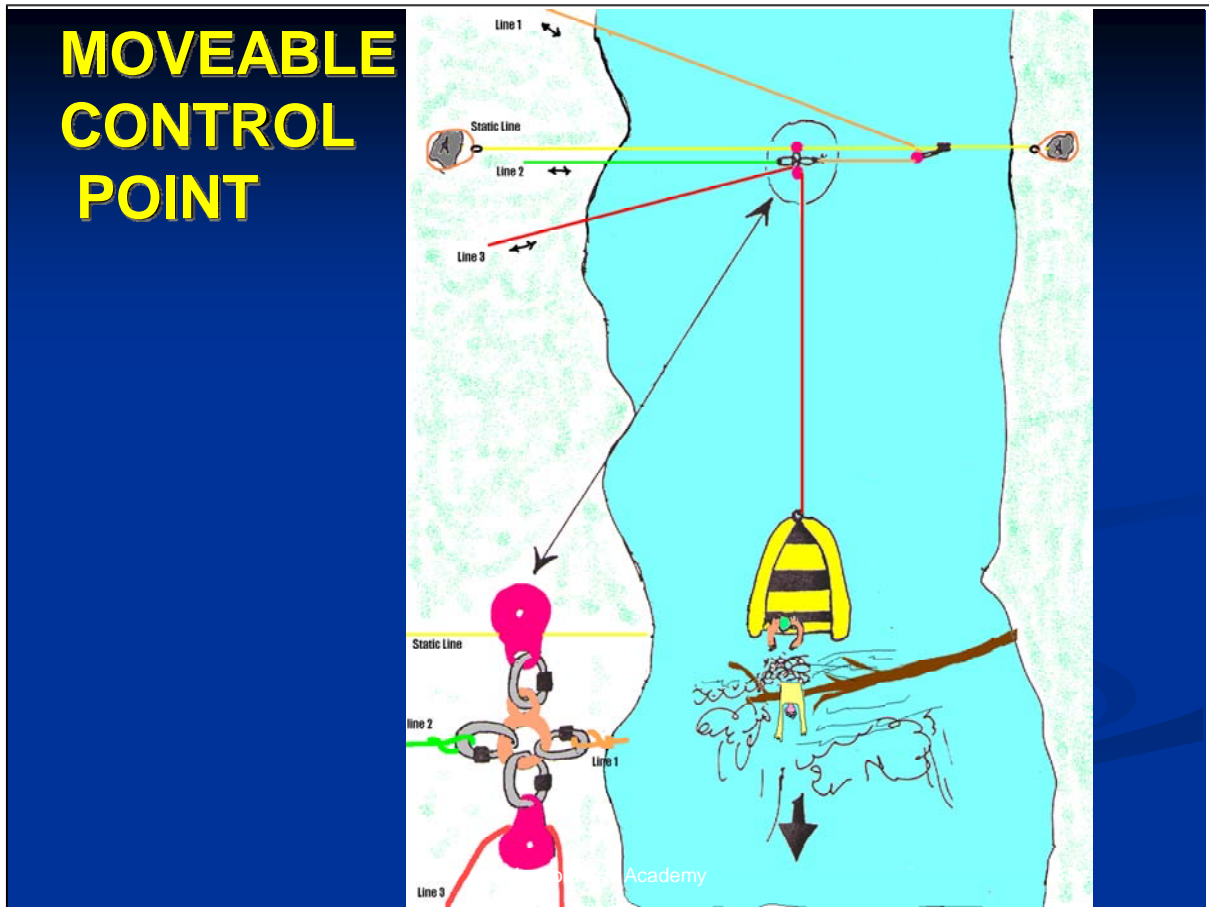 MOVEABLE
CONTROL
POINT
Line 1
Static Line
Line 2
Line 3
Static Line
line 2
Line 1
Line 3
Academy